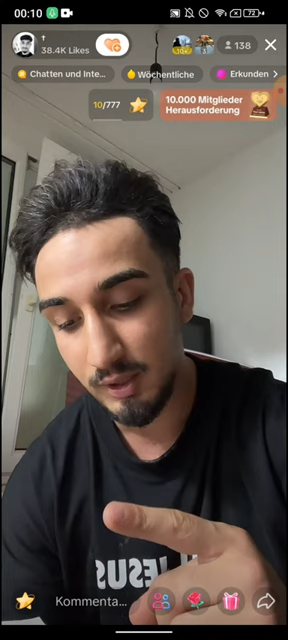 00:10
72
†
38.4K Likes
138
Chatten und Inte...
Wöchentliche
Erkunden
10/777
10.000 Mitglieder
Herausforderung
JESUS
Kommenta...